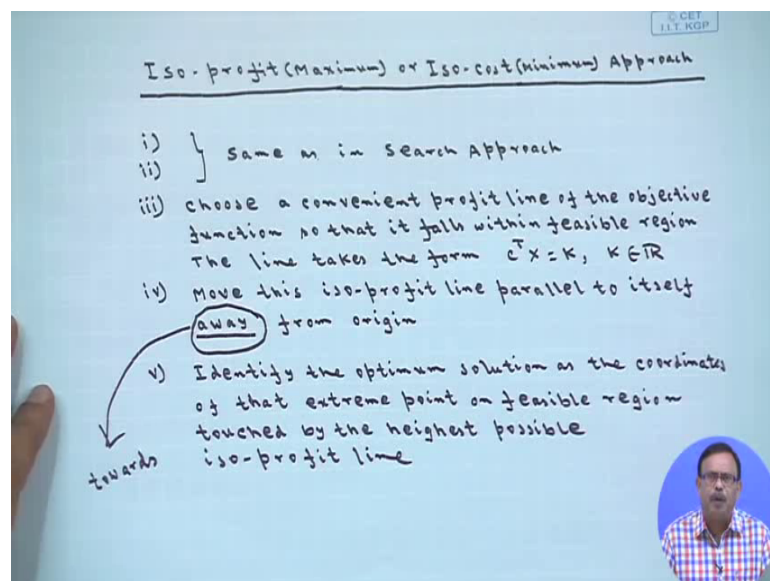 © CET
I.I.T. KGP
Iso-profit (Maximum) or Iso-cost (Minimum) Approach
i)
ii) } Same as in Search Approach
iii) choose a convenient profit line of the objective
function so that it falls within feasible region
The line takes the form cᵀx = K, K ∈ ℝ
iv) Move this iso-profit line parallel to itself
away from origin
v) Identify the optimum solution as the coordinates
of that extreme point on feasible region
touched by the heighest possible
iso-profit line
towards